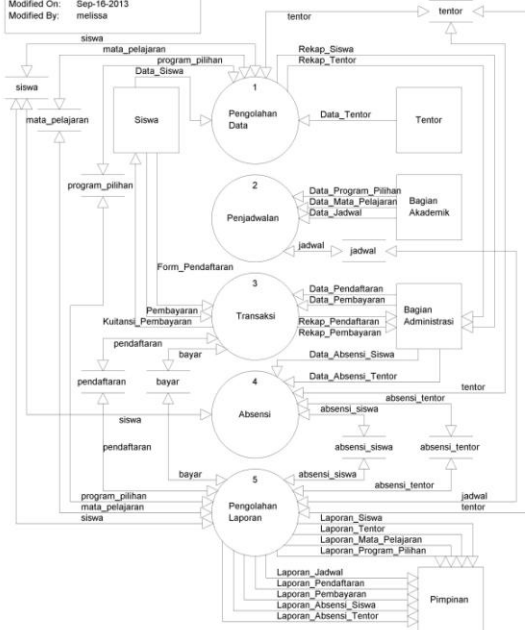 Modified On: Sep-16-2013
Modified By: melissa
tentor
tentor
siswa
mata_pelajaran
program_pilihan
Data_Siswa
Rekap_Siswa
Rekap_Tentor
siswa
mata_pelajaran
Siswa
1
Pengolahan
Data
Data_Tentor
Tentor
program_pilihan
2
Penjadwalan
Data_Program_Pilihan
Data_Mata_Pelajaran
Data_Jadwal
Bagian
Akademik
jadwal
jadwal
Form_Pendaftaran
3
Transaksi
Data_Pendaftaran
Data_Pembayaran
Bagian
Administrasi
Pembayaran
Kuitansi_Pembayaran
Rekap_Pendaftaran
Rekap_Pembayaran
pendaftaran
bayar
Data_Absensi_Siswa
pendaftaran
bayar
4
Absensi
Data_Absensi_Tentor
tentor
absensi_tentor
absensi_siswa
siswa
pendaftaran
absensi_siswa
absensi_tentor
bayar
absensi_siswa
absensi_tentor
5
Pengolahan
Laporan
program_pilihan
mata_pelajaran
siswa
jadwal
tentor
Laporan_Siswa
Laporan_Tentor
Laporan_Mata_Pelajaran
Laporan_Program_Pilihan
Laporan_Jadwal
Laporan_Pendaftaran
Laporan_Pembayaran
Laporan_Absensi_Siswa
Laporan_Absensi_Tentor
Pimpinan